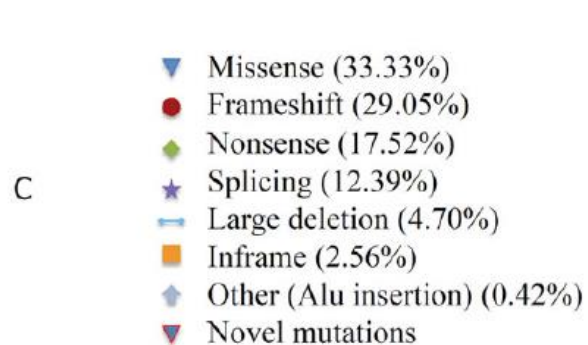 Missense (33.33%)
Frameshift (29.05%)
Nonsense (17.52%)
C
Splicing (12.39%)
Large deletion (4.70%)
Inframe (2.56%)
Other (Alu insertion) (0.42%)
Novel mutations